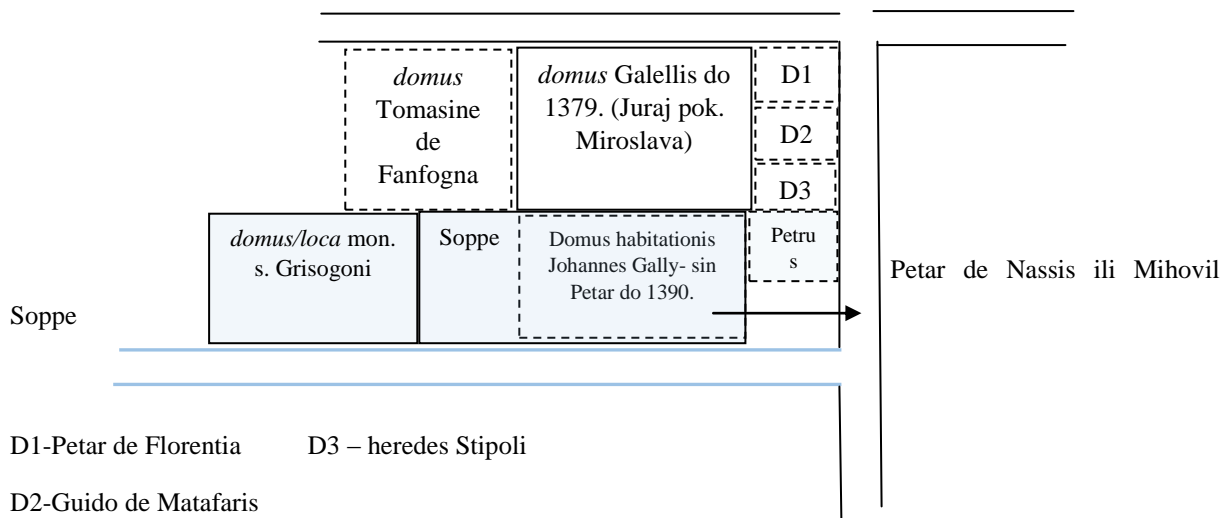 domus
Tomasine
de
Fanfogna
domus Galellis do
1379. (Juraj pok.
Miroslava)
D1
D2
D3
domus/loca mon.
s. Grisogoni
Soppe
Domus habitationis
Johannes Gally- sin
Petar do 1390.
Petru
s
Petar de Nassis ili Mihovil
Soppe
D1-Petar de Florentia D3 – heredes Stipoli
D2-Guido de Matafaris